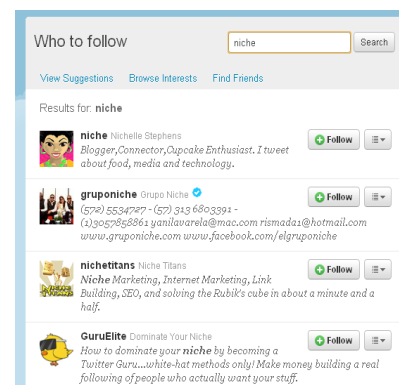 Who to follow
niche
Search
View Suggestions Browse Interests Find Friends
Results for: niche
niche Nichelle Stephens
Follow
Blogger,Connector,Cupcake Enthusiast. I tweet
about food, media and technology.
gruponiche Grupo Niche
Follow
(572) 5534727 - (57) 313 6803391 -
(1)3057858861 yanilavarela@mac.com rismada1@hotmail.com
www.gruponiche.com www.facebook.com/elgruponiche
nichetitans Niche Titans
Follow
Niche Marketing, Internet Marketing, Link
Building, SEO, and solving the Rubik's cube in about a minute and a
half.
GuruElite Dominate Your Niche
Follow
How to dominate your niche by becoming a
Twitter Guru...white-hat methods only! Make money building a real
following of people who actually want your stuff.